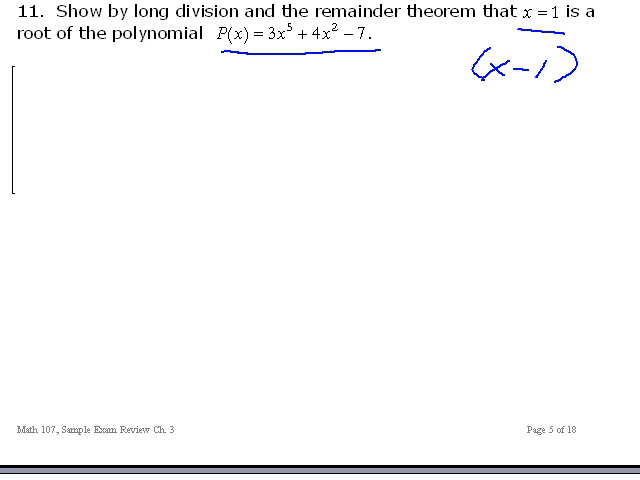 11. Show by long division and the remainder theorem that x = 1 is a
root of the polynomial P(x) = 3x⁵ + 4x² − 7.
(x − 1)
Math 107, Sample Exam Review Ch. 3 Page 5 of 18